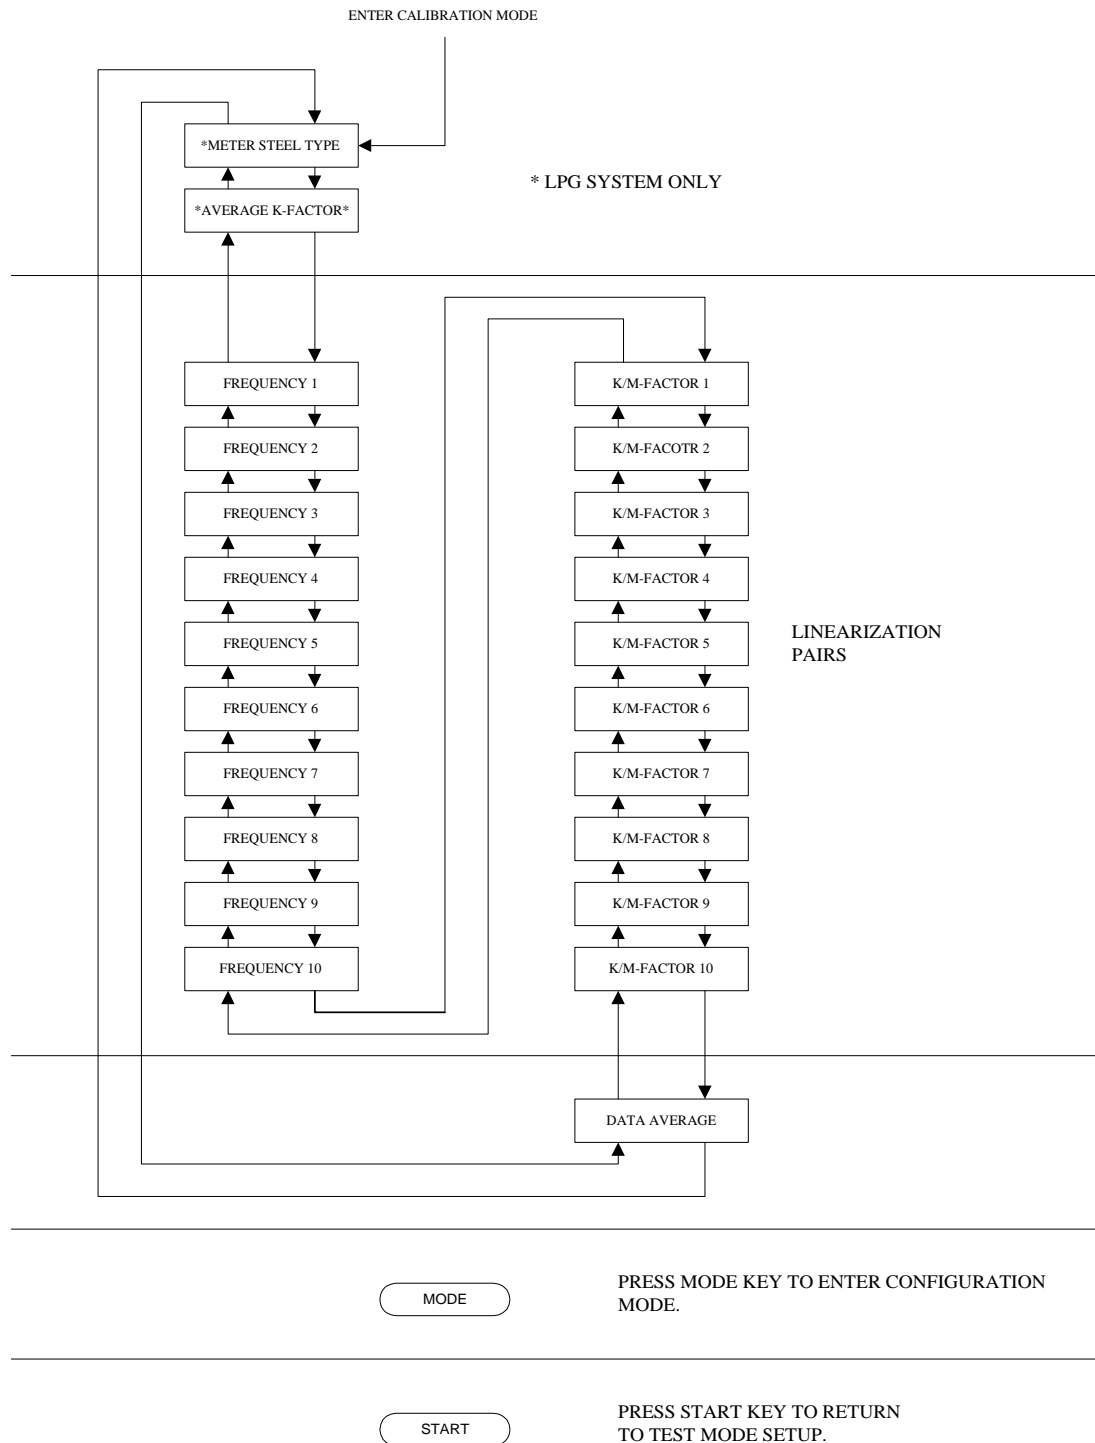 ENTER CALIBRATION MODE
*METER STEEL TYPE
* LPG SYSTEM ONLY
*AVERAGE K-FACTOR*
FREQUENCY 1
FREQUENCY 2
FREQUENCY 3
FREQUENCY 4
FREQUENCY 5
FREQUENCY 6
FREQUENCY 7
FREQUENCY 8
FREQUENCY 9
FREQUENCY 10
K/M-FACTOR 1
K/M-FACOTR 2
K/M-FACTOR 3
K/M-FACTOR 4
K/M-FACTOR 5
K/M-FACTOR 6
K/M-FACTOR 7
K/M-FACTOR 8
K/M-FACTOR 9
K/M-FACTOR 10
LINEARIZATION
PAIRS
DATA AVERAGE
MODE
PRESS MODE KEY TO ENTER CONFIGURATION
MODE.
START
PRESS START KEY TO RETURN
TO TEST MODE SETUP.